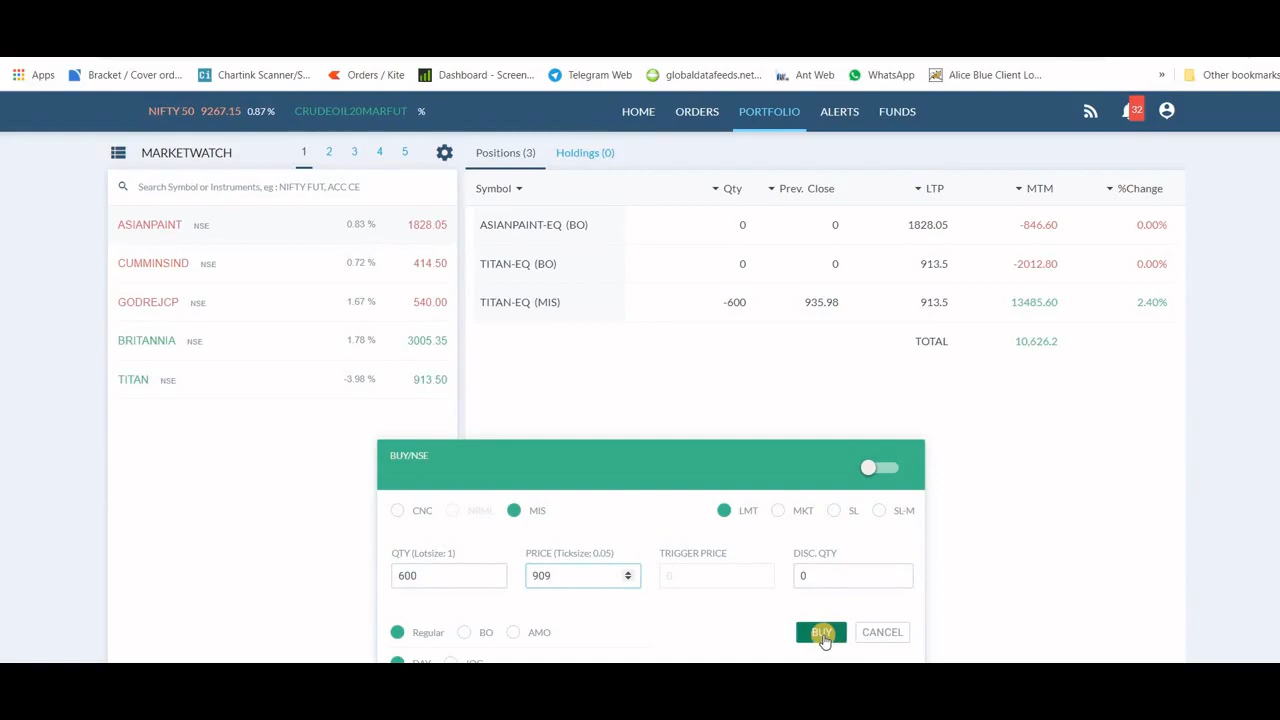 Apps Bracket / Cover ord... Chartink Scanner/S... Orders / Kite Dashboard - Screen... Telegram Web globaldatafeeds.net... Ant Web WhatsApp Alice Blue Client Lo... » Other bookmarks
NIFTY 50 9267.15 0.87 % CRUDEOIL20MARFUT % HOME ORDERS PORTFOLIO ALERTS FUNDS 32
MARKETWATCH 1 2 3 4 5 Positions (3) Holdings (0)
Search Symbol or Instruments, eg : NIFTY FUT, ACC CE
Symbol Qty Prev. Close LTP MTM %Change
ASIANPAINT NSE 0.83 % 1828.05
ASIANPAINT-EQ (BO) 0 0 1828.05 -846.60 0.00%
CUMMINSIND NSE 0.72 % 414.50
TITAN-EQ (BO) 0 0 913.5 -2012.80 0.00%
GODREJCP NSE 1.67 % 540.00
TITAN-EQ (MIS) -600 935.98 913.5 13485.60 2.40%
BRITANNIA NSE 1.78 % 3005.35
TOTAL 10,626.2
TITAN NSE -3.98 % 913.50
BUY/NSE
CNC NRML MIS LMT MKT SL SL-M
QTY (Lotsize: 1) PRICE (Ticksize: 0.05) TRIGGER PRICE DISC. QTY
600 909 0 0
Regular BO AMO BUY CANCEL
DAY IOC